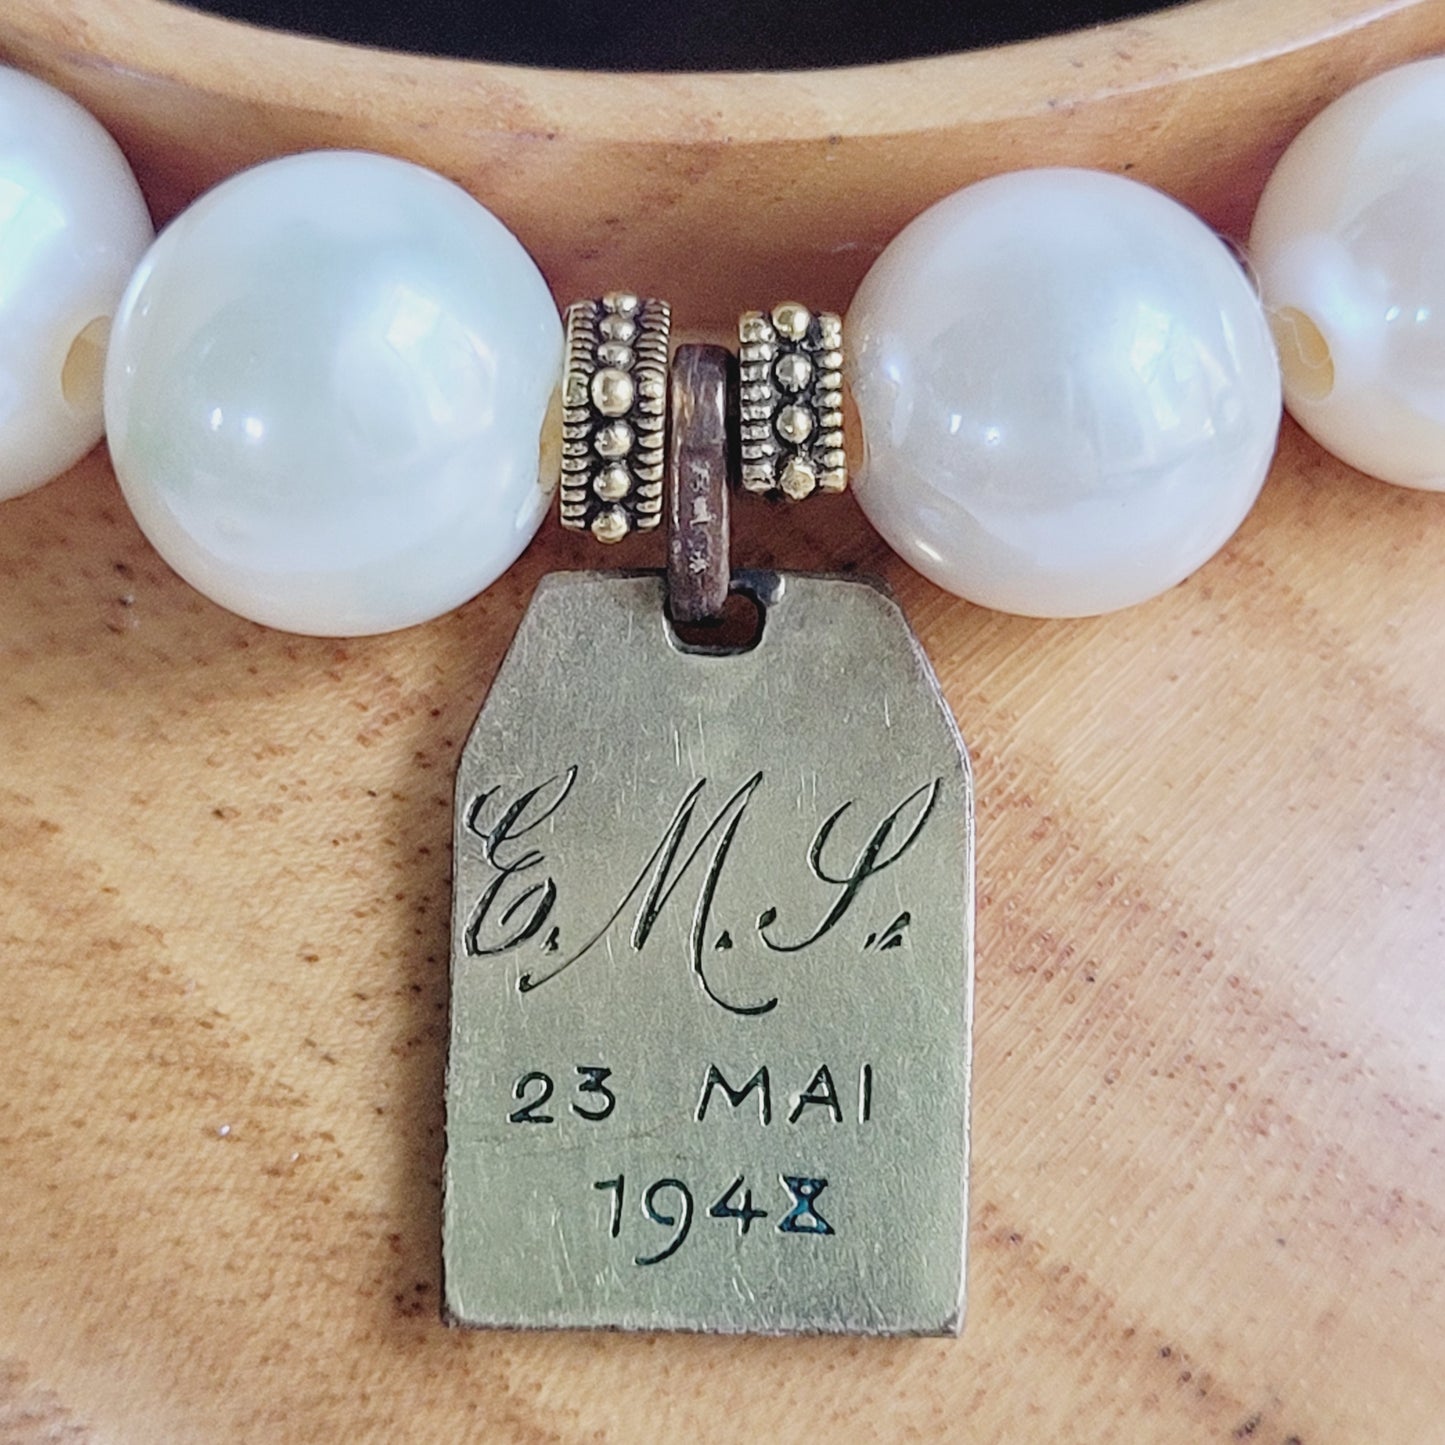 E. M. S.
23 MAI
1948